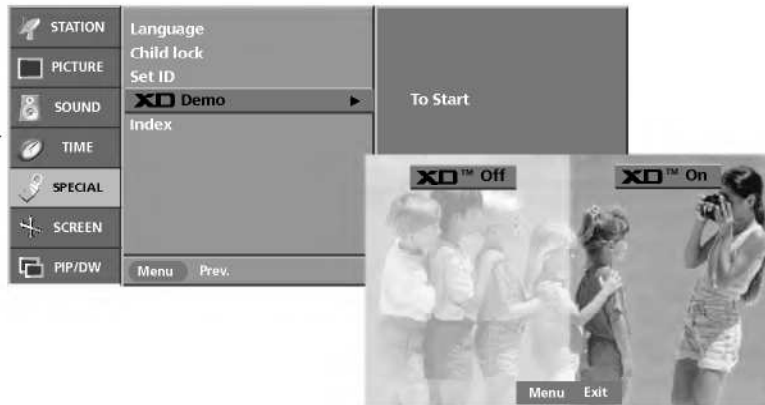 STATION
PICTURE
SOUND
TIME
SPECIAL
SCREEN
PIP/DW
Language
Child lock
Set ID
XD Demo
Index
Menu Prev.
To Start
XD™ Off
XD™ On
Menu Exit